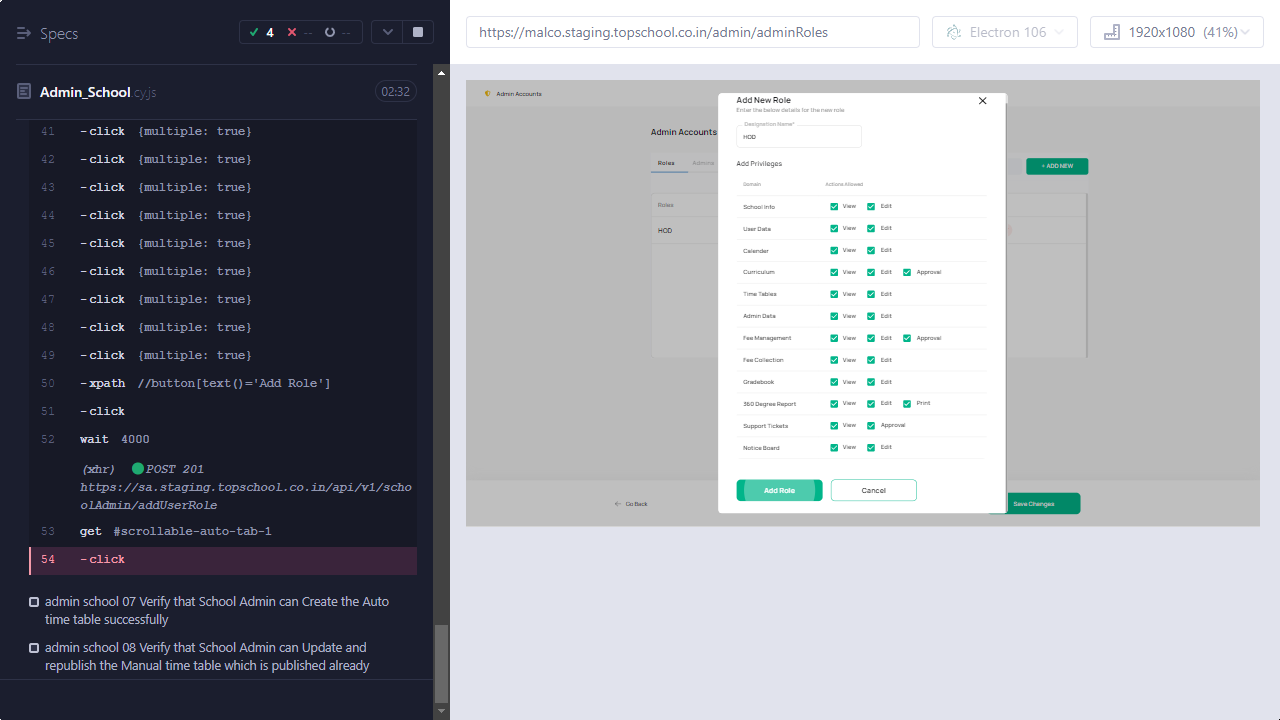 Specs
4 -- --
https://malco.staging.topschool.co.in/admin/adminRoles
Electron 106
1920x1080 (41%)
Admin_School.cy.js
02:32
41 -click {multiple: true}
42 -click {multiple: true}
43 -click {multiple: true}
44 -click {multiple: true}
45 -click {multiple: true}
46 -click {multiple: true}
47 -click {multiple: true}
48 -click {multiple: true}
49 -click {multiple: true}
50 -xpath //button[text()='Add Role']
51 -click
52 wait 4000
(xhr) POST 201
https://sa.staging.topschool.co.in/api/v1/scho
olAdmin/addUserRole
53 get #scrollable-auto-tab-1
54 -click
admin school 07 Verify that School Admin can Create the Auto
time table successfully
admin school 08 Verify that School Admin can Update and
republish the Manual time table which is published already
Admin Accounts
Admin Accounts
Roles Admins
+ ADD NEW
Roles
HOD
Go Back
Save Changes
Add New Role
Enter the below details for the new role
Designation Name*
HOD
Add Privileges
Domain Actions Allowed
School Info View Edit
User Data View Edit
Calender View Edit
Curriculum View Edit Approval
Time Tables View Edit
Admin Data View Edit
Fee Management View Edit Approval
Fee Collection View Edit
Gradebook View Edit
360 Degree Report View Edit Print
Support Tickets View Approval
Notice Board View Edit
Add Role Cancel